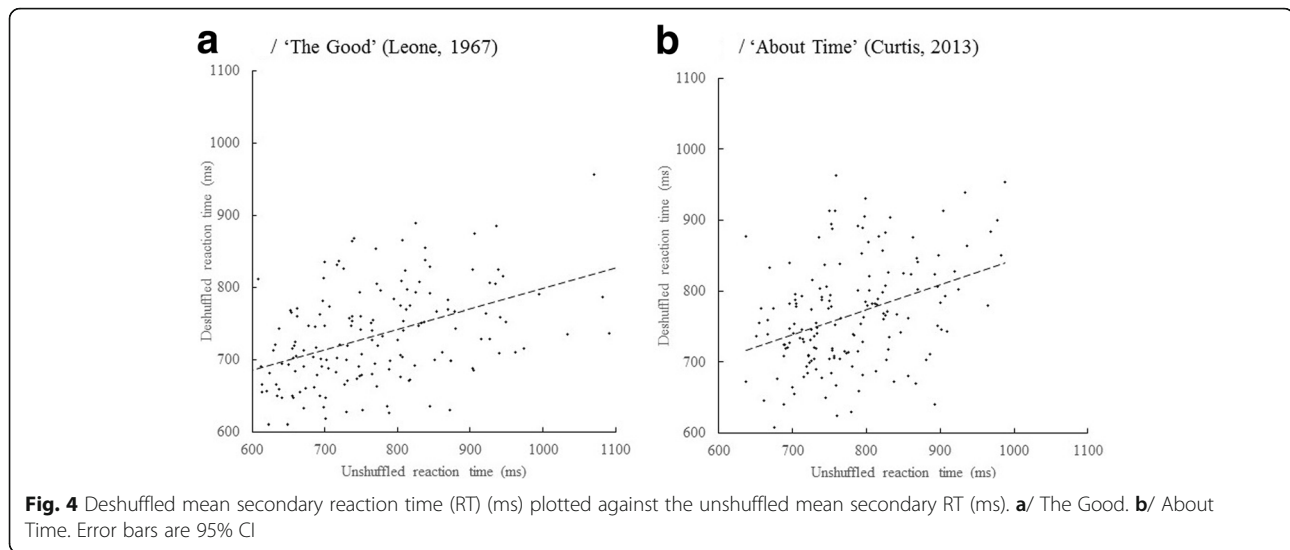 a / 'The Good' (Leone, 1967)
1100
1000
900
800
700
600
Deshuffled reaction time (ms)
600 700 800 900 1000 1100
Unshuffled reaction time (ms)
b / 'About Time' (Curtis, 2013)
1100
1000
900
800
700
600
Deshuffled reaction time (ms)
600 700 800 900 1000 1100
Unshuffled reaction time (ms)
Fig. 4 Deshuffled mean secondary reaction time (RT) (ms) plotted against the unshuffled mean secondary RT (ms). a/ The Good. b/ About
Time. Error bars are 95% CI